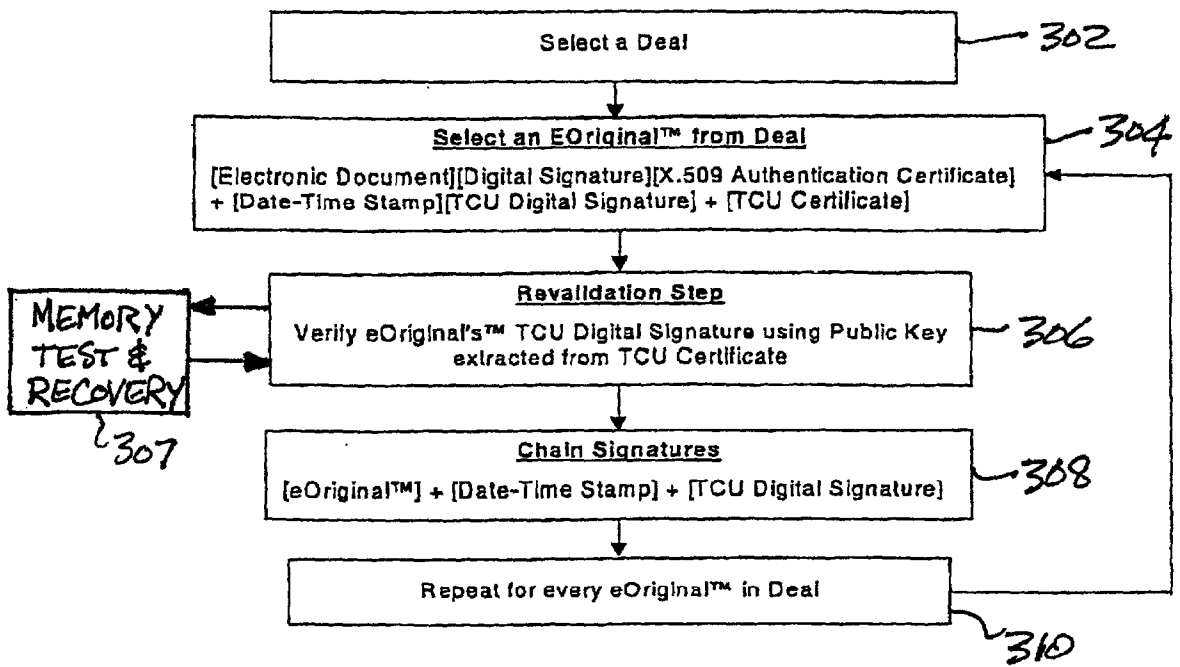 Select a Deal
302
Select an EOriginal™ from Deal
304
[Electronic Document][Digital Signature][X.509 Authentication Certificate]
+ [Date-Time Stamp][TCU Digital Signature] + [TCU Certificate]
Revalidation Step
Verify eOriginal's™ TCU Digital Signature using Public Key
extracted from TCU Certificate
306
MEMORY
TEST &
RECOVERY
307
Chain Signatures
[eOriginal™] + [Date-Time Stamp] + [TCU Digital Signature]
308
Repeat for every eOriginal™ in Deal
310